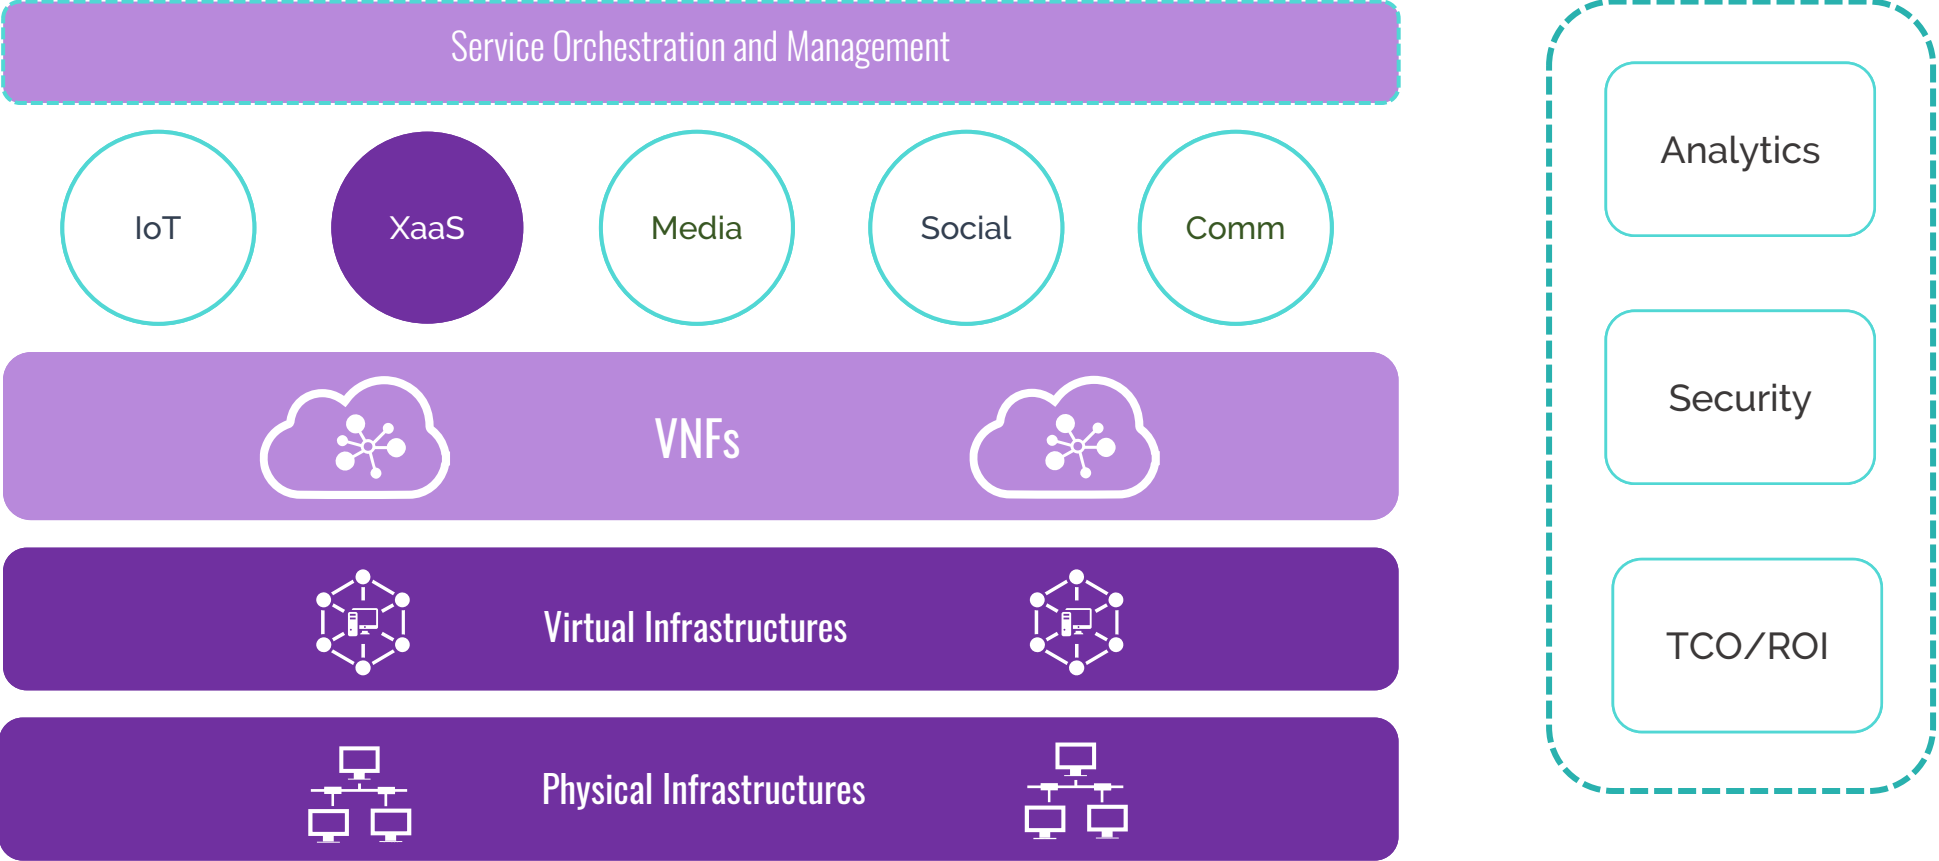 Service Orchestration and Management
IoT
XaaS
Media
Social
Comm
VNFs
Virtual Infrastructures
Physical Infrastructures
Analytics
Security
TCO/ROI